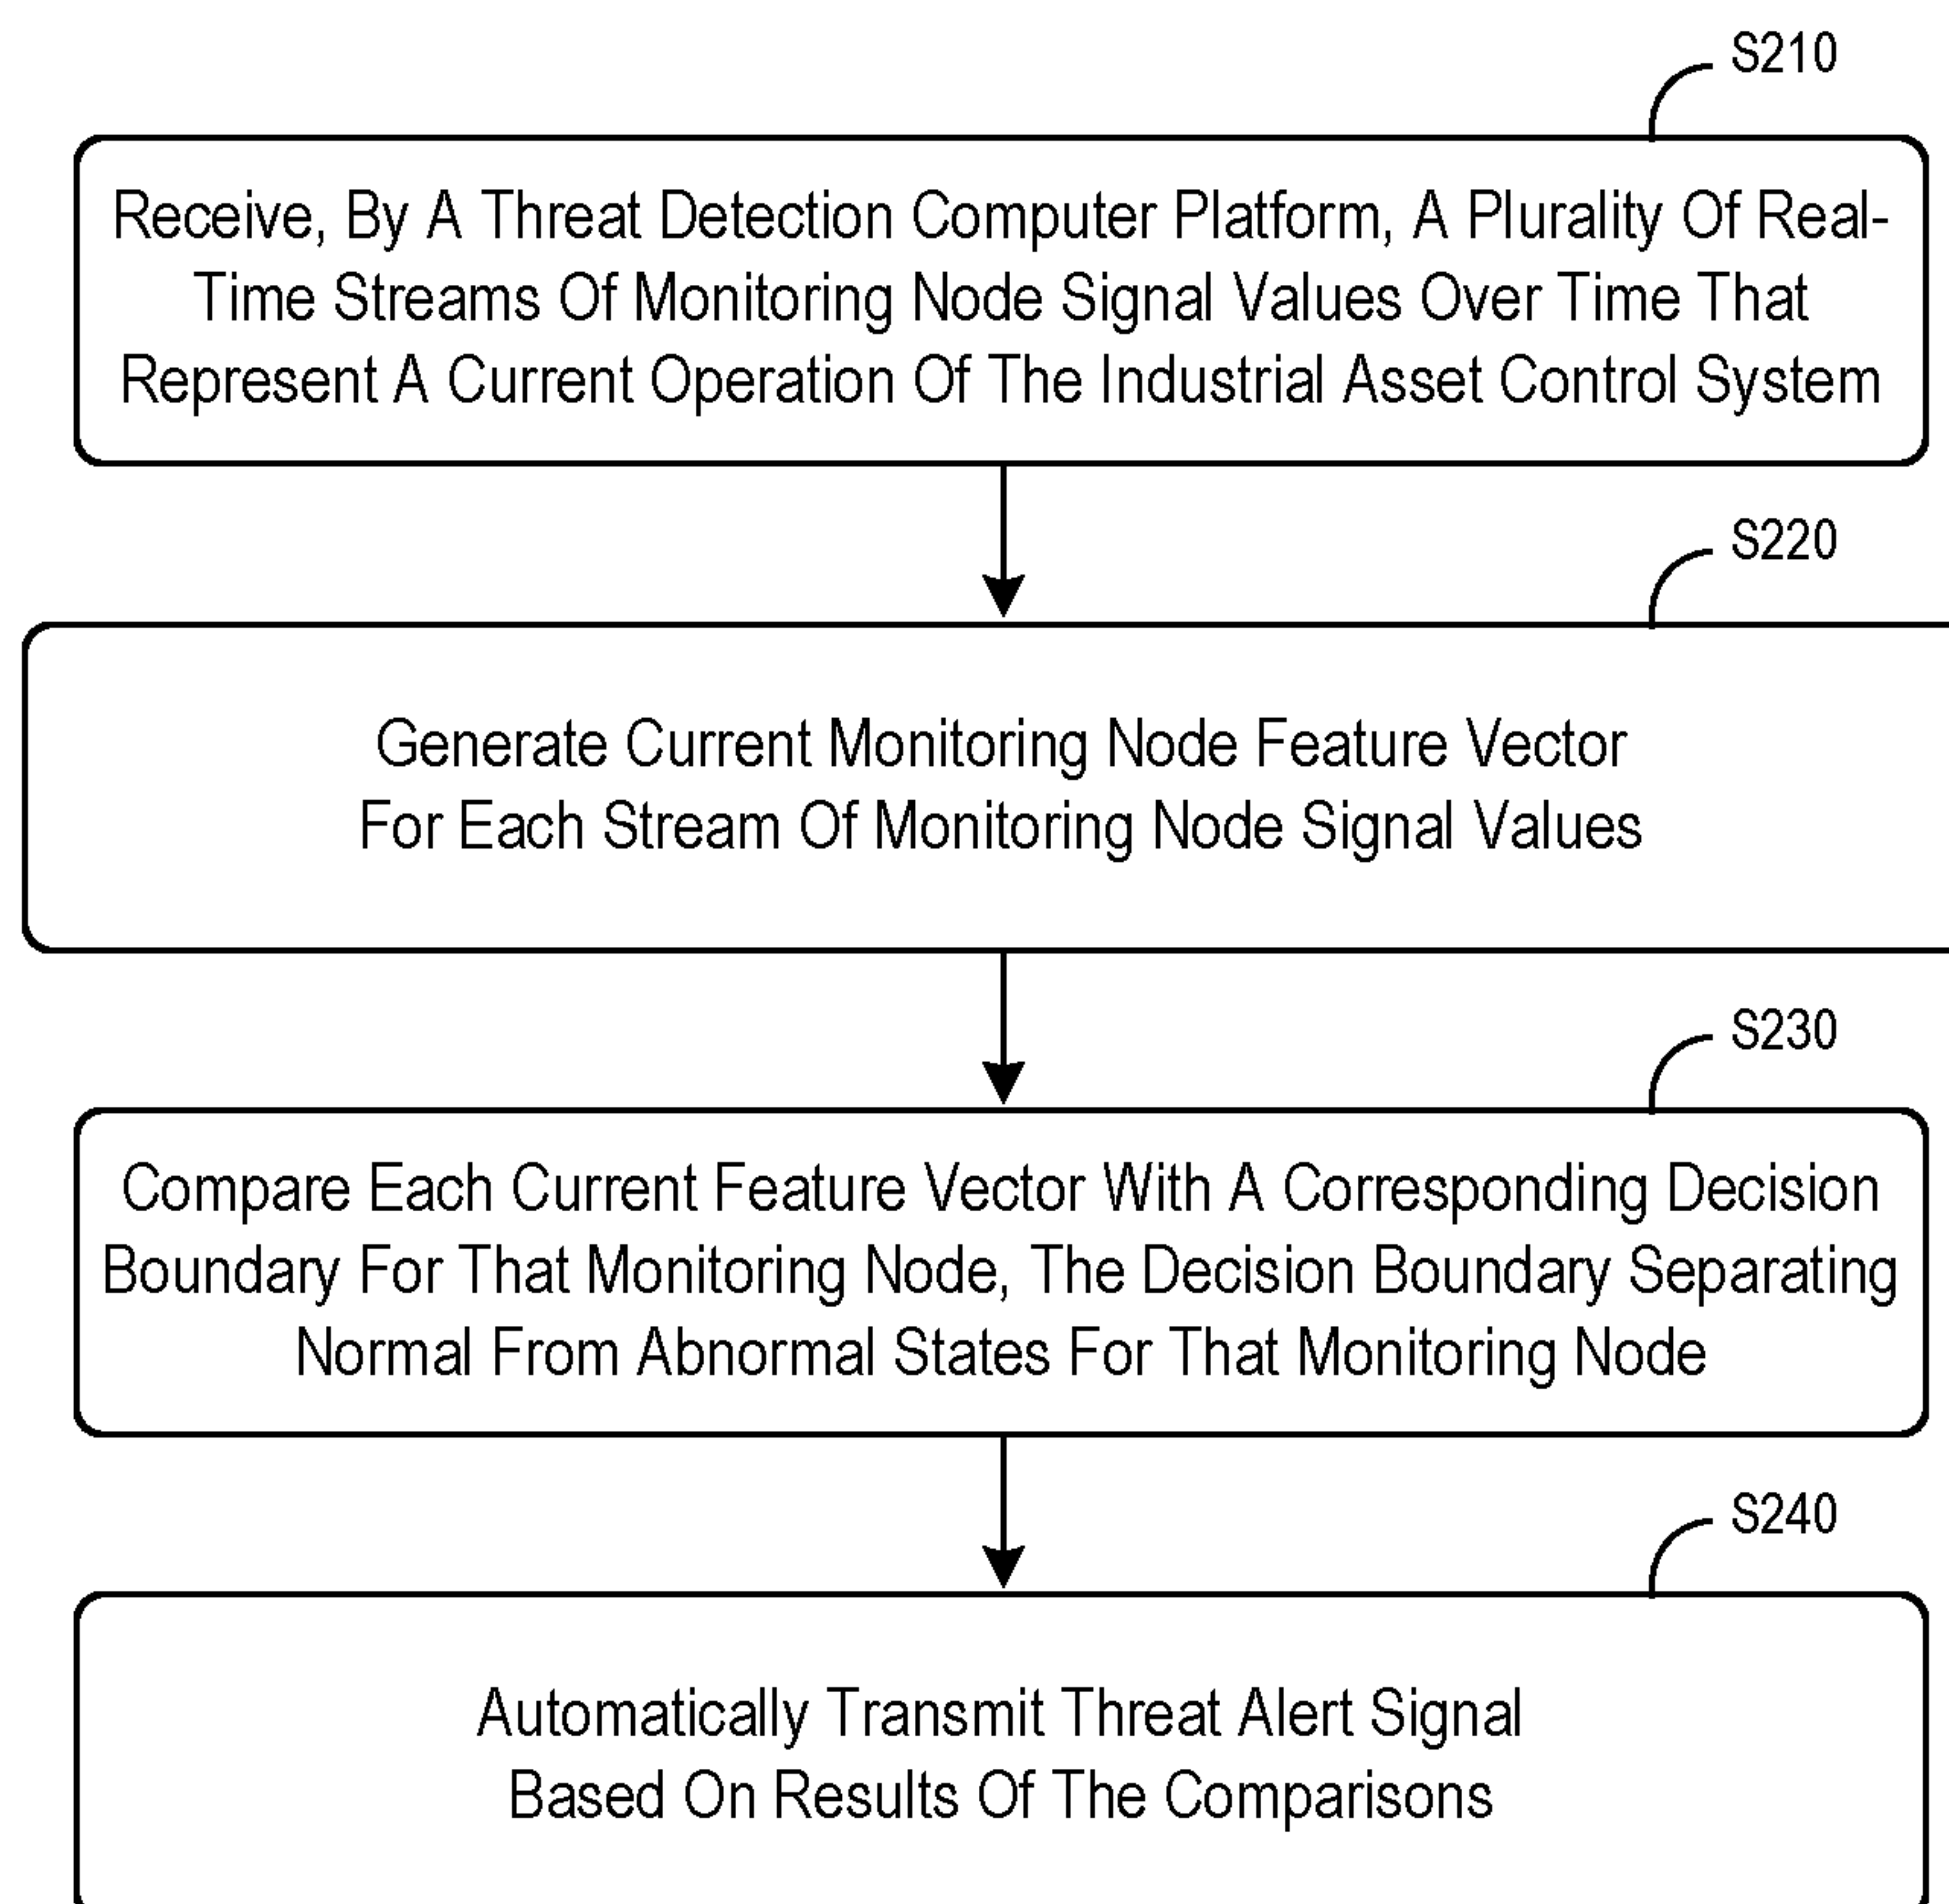 S210
Receive, By A Threat Detection Computer Platform, A Plurality Of Real-
Time Streams Of Monitoring Node Signal Values Over Time That
Represent A Current Operation Of The Industrial Asset Control System
S220
Generate Current Monitoring Node Feature Vector
For Each Stream Of Monitoring Node Signal Values
S230
Compare Each Current Feature Vector With A Corresponding Decision
Boundary For That Monitoring Node, The Decision Boundary Separating
Normal From Abnormal States For That Monitoring Node
S240
Automatically Transmit Threat Alert Signal
Based On Results Of The Comparisons